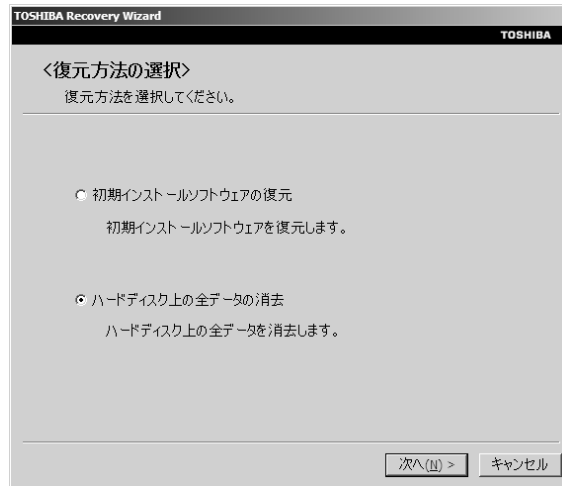 TOSHIBA Recovery Wizard
TOSHIBA
<復元方法の選択>
復元方法を選択してください。
初期インストールソフトウェアの復元
初期インストールソフトウェアを復元します。
ハードディスク上の全データの消去
ハードディスク上の全データを消去します。
次へ(N) > キャンセル